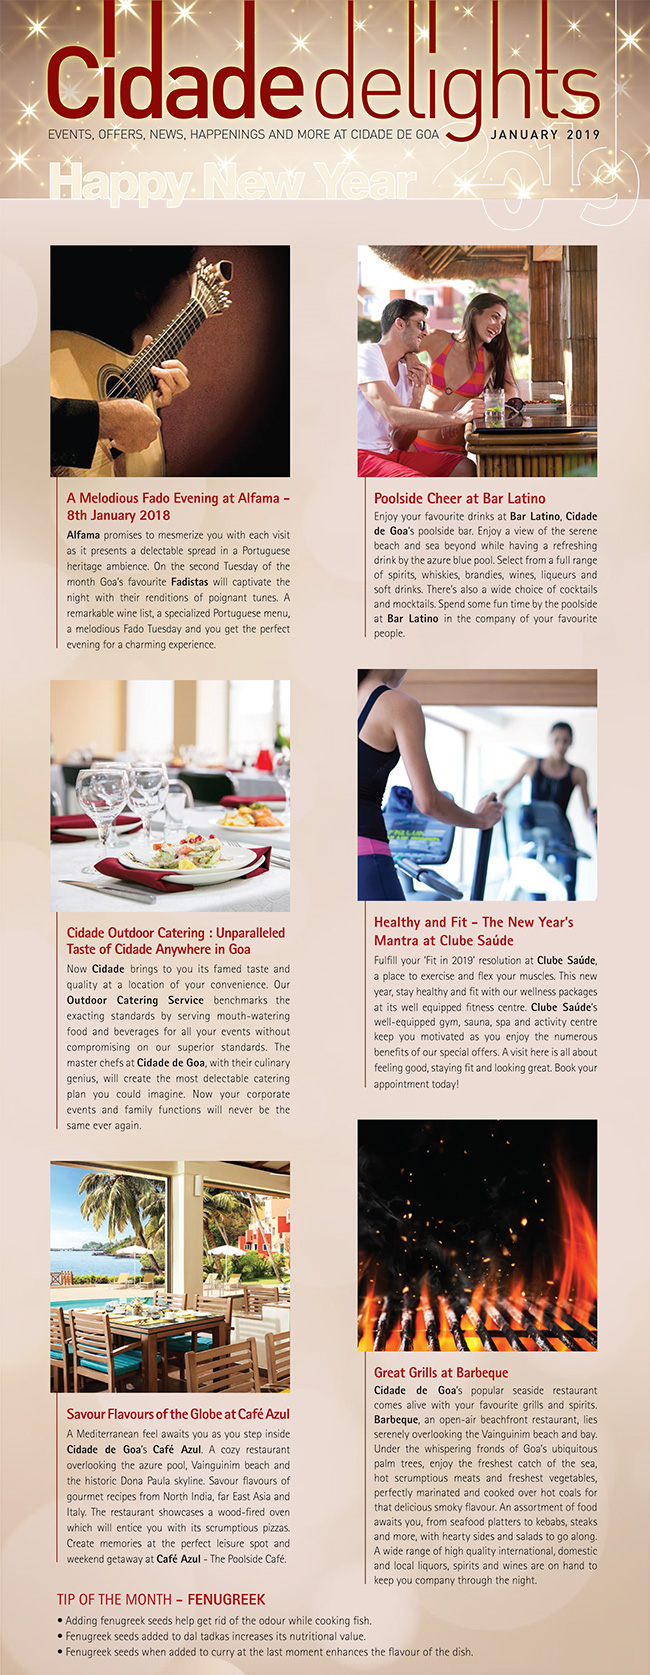 Cidade delights
EVENTS, OFFERS, NEWS, HAPPENINGS AND MORE AT CIDADE DE GOA
JANUARY 2019
Happy New Year 2019
A Melodious Fado Evening at Alfama –
8th January 2018
Alfama promises to mesmerize you with each visit
as it presents a delectable spread in a Portuguese
heritage ambience. On the second Tuesday of the
month Goa's favourite Fadistas will captivate the
night with their renditions of poignant tunes. A
remarkable wine list, a specialized Portuguese menu,
a melodious Fado Tuesday and you get the perfect
evening for a charming experience.
Poolside Cheer at Bar Latino
Enjoy your favourite drinks at Bar Latino, Cidade
de Goa's poolside bar. Enjoy a view of the serene
beach and sea beyond while having a refreshing
drink by the azure blue pool. Select from a full range
of spirits, whiskies, brandies, wines, liqueurs and
soft drinks. There's also a wide choice of cocktails
and mocktails. Spend some fun time by the poolside
at Bar Latino in the company of your favourite
people.
Cidade Outdoor Catering : Unparalleled
Taste of Cidade Anywhere in Goa
Now Cidade brings to you its famed taste and
quality at a location of your convenience. Our
Outdoor Catering Service benchmarks the
exacting standards by serving mouth-watering
food and beverages for all your events without
compromising on our superior standards. The
master chefs at Cidade de Goa, with their culinary
genius, will create the most delectable catering
plan you could imagine. Now your corporate
events and family functions will never be the
same ever again.
Healthy and Fit – The New Year's
Mantra at Clube Saúde
Fulfill your 'Fit in 2019' resolution at Clube Saúde,
a place to exercise and flex your muscles. This new
year, stay healthy and fit with our wellness packages
at its well equipped fitness centre. Clube Saúde's
well-equipped gym, sauna, spa and activity centre
keep you motivated as you enjoy the numerous
benefits of our special offers. A visit here is all about
feeling good, staying fit and looking great. Book your
appointment today!
Savour Flavours of the Globe at Café Azul
A Mediterranean feel awaits you as you step inside
Cidade de Goa's Café Azul. A cozy restaurant
overlooking the azure pool, Vainguinim beach and
the historic Dona Paula skyline. Savour flavours of
gourmet recipes from North India, far East Asia and
Italy. The restaurant showcases a wood-fired oven
which will entice you with its scrumptious pizzas.
Create memories at the perfect leisure spot and
weekend getaway at Café Azul - The Poolside Café.
Great Grills at Barbeque
Cidade de Goa's popular seaside restaurant
comes alive with your favourite grills and spirits.
Barbeque, an open-air beachfront restaurant, lies
serenely overlooking the Vainguinim beach and bay.
Under the whispering fronds of Goa's ubiquitous
palm trees, enjoy the freshest catch of the sea,
hot scrumptious meats and freshest vegetables,
perfectly marinated and cooked over hot coals for
that delicious smoky flavour. An assortment of food
awaits you, from seafood platters to kebabs, steaks
and more, with hearty sides and salads to go along.
A wide range of high quality international, domestic
and local liquors, spirits and wines are on hand to
keep you company through the night.
TIP OF THE MONTH – FENUGREEK
• Adding fenugreek seeds help get rid of the odour while cooking fish.
• Fenugreek seeds added to dal tadkas increases its nutritional value.
• Fenugreek seeds when added to curry at the last moment enhances the flavour of the dish.